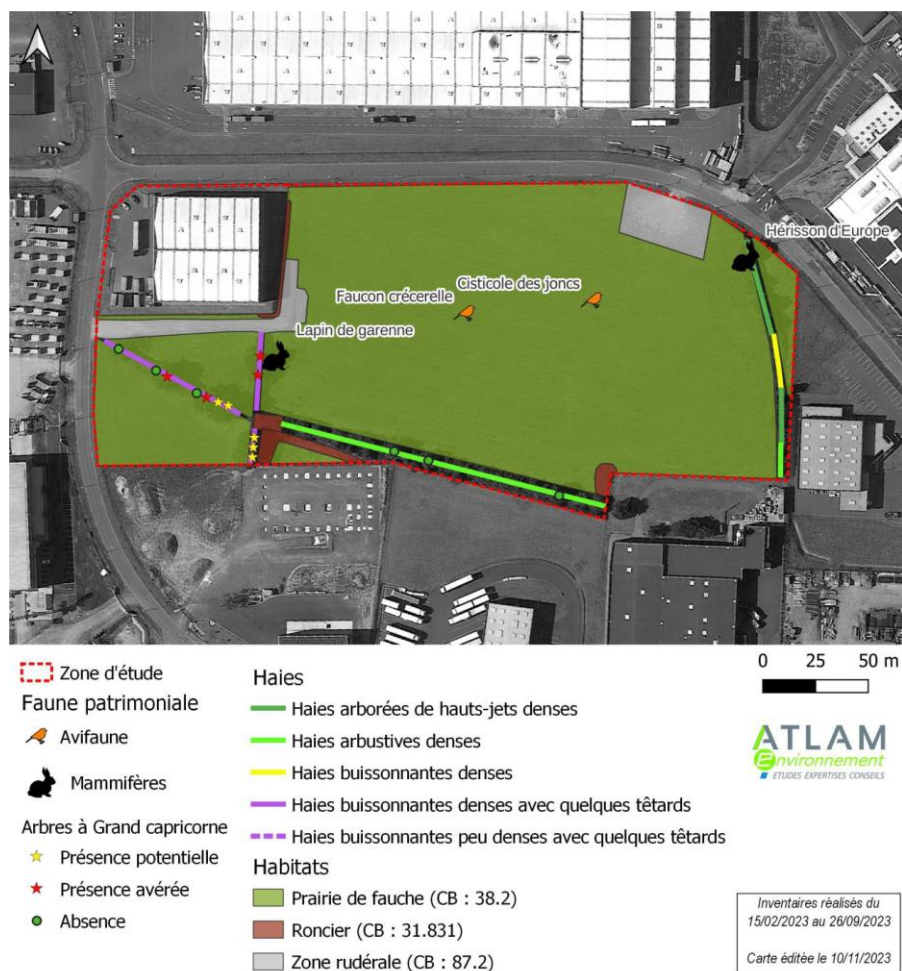 Hérisson d'Europe
Cisticole des joncs
Faucon crécerelle
Lapin de garenne
Zone d'étude
Faune patrimoniale
Avifaune
Mammifères
Arbres à Grand capricorne
Présence potentielle
Présence avérée
Absence
Haies
Haies arborées de hauts-jets denses
Haies arbustives denses
Haies buissonnantes denses
Haies buissonnantes denses avec quelques têtards
Haies buissonnantes peu denses avec quelques têtards
Habitats
Prairie de fauche (CB : 38.2)
Roncier (CB : 31.831)
Zone rudérale (CB : 87.2)
0 25 50 m
ATLAM
Environnement
ETUDES EXPERTISES CONSEILS
Inventaires réalisés du
15/02/2023 au 26/09/2023
Carte éditée le 10/11/2023